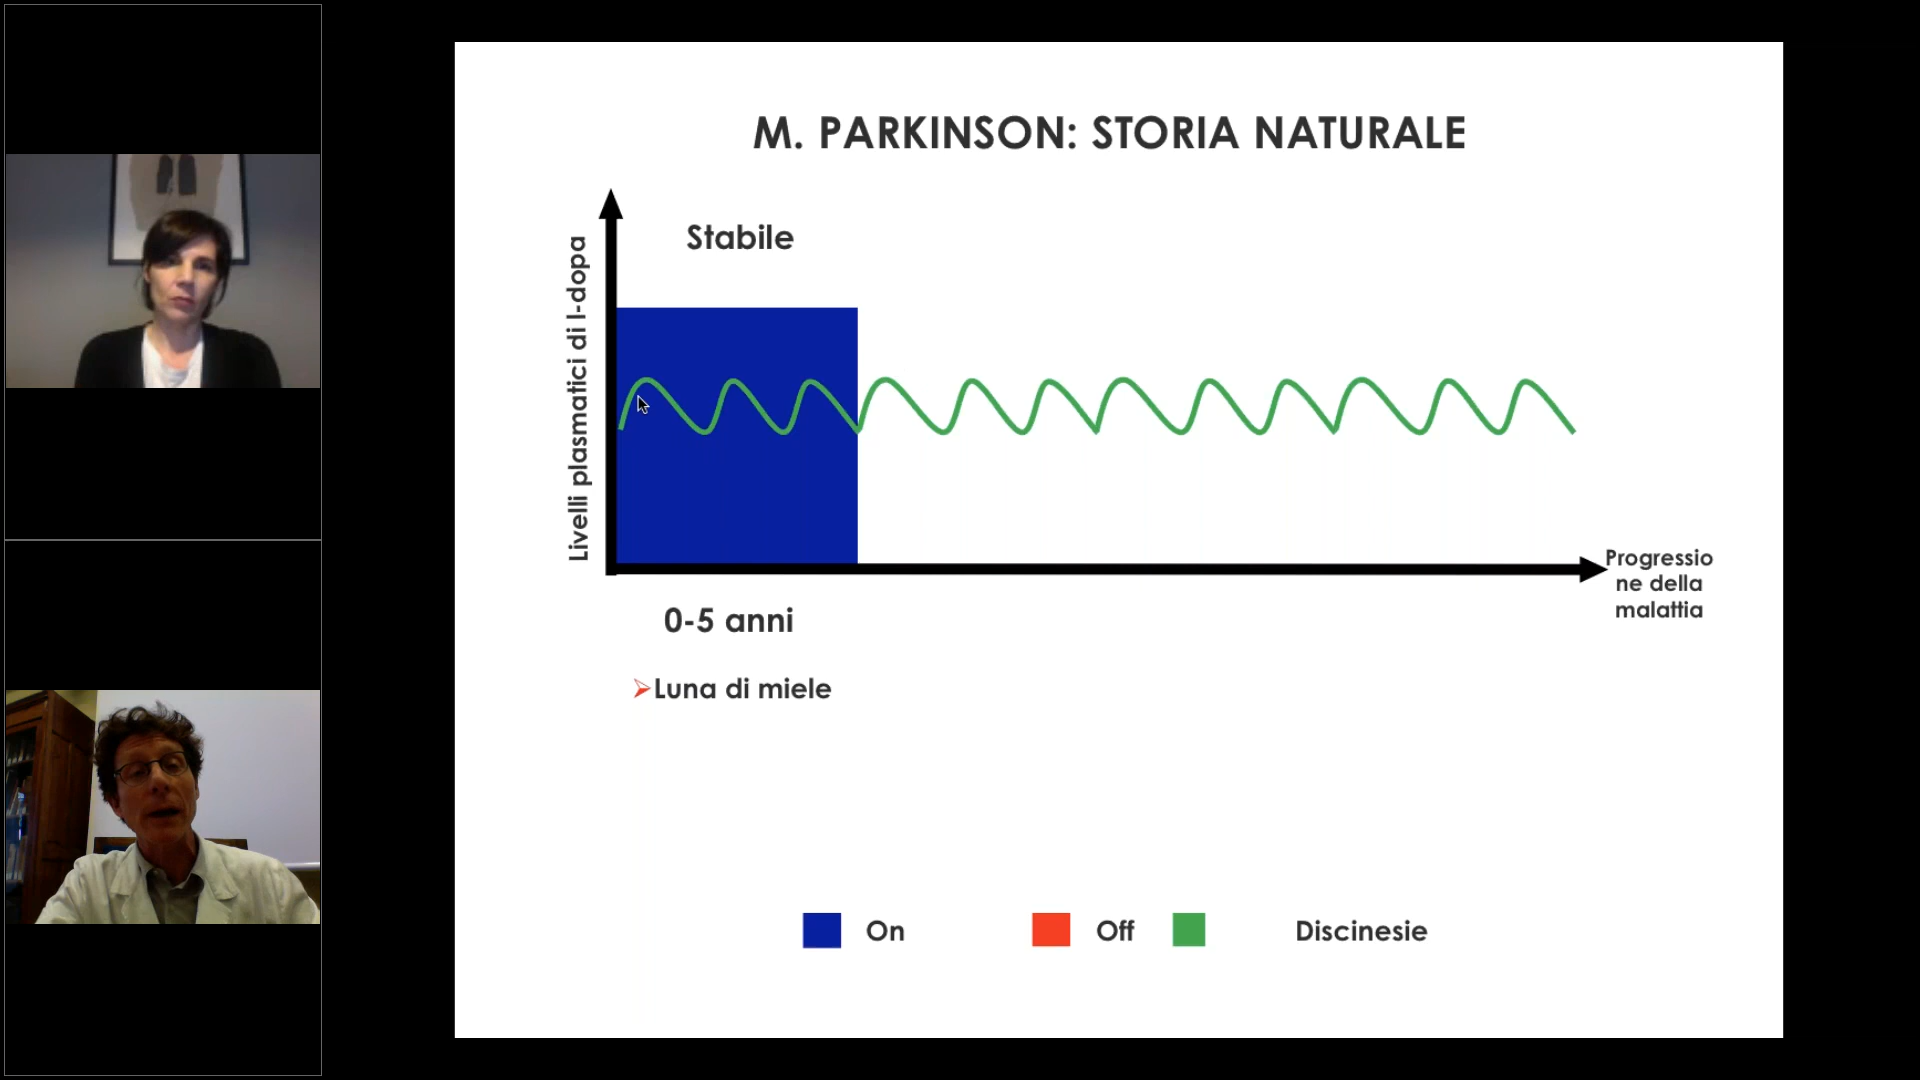 M. PARKINSON: STORIA NATURALE
Stabile
Livelli plasmatici di l-dopa
Progressio
ne della
malattia
0-5 anni
➢Luna di miele
On
Off
Discinesie